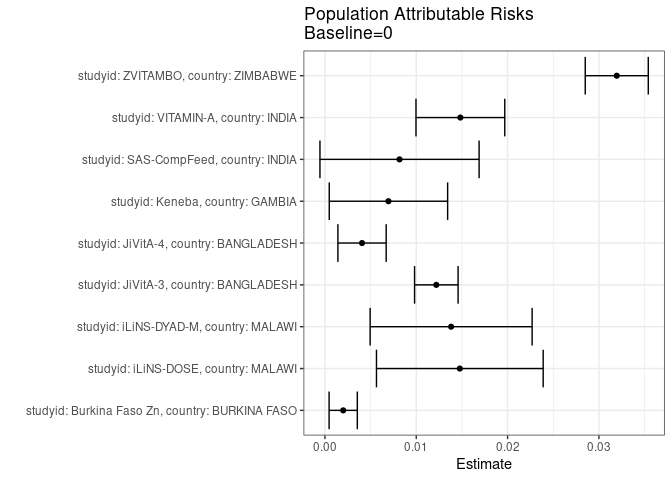 Population Attributable Risks
Baseline=0
studyid: ZVITAMBO, country: ZIMBABWE
studyid: VITAMIN-A, country: INDIA
studyid: SAS-CompFeed, country: INDIA
studyid: Keneba, country: GAMBIA
studyid: JiVitA-4, country: BANGLADESH
studyid: JiVitA-3, country: BANGLADESH
studyid: iLiNS-DYAD-M, country: MALAWI
studyid: iLiNS-DOSE, country: MALAWI
studyid: Burkina Faso Zn, country: BURKINA FASO
0.00 0.01 0.02 0.03
Estimate